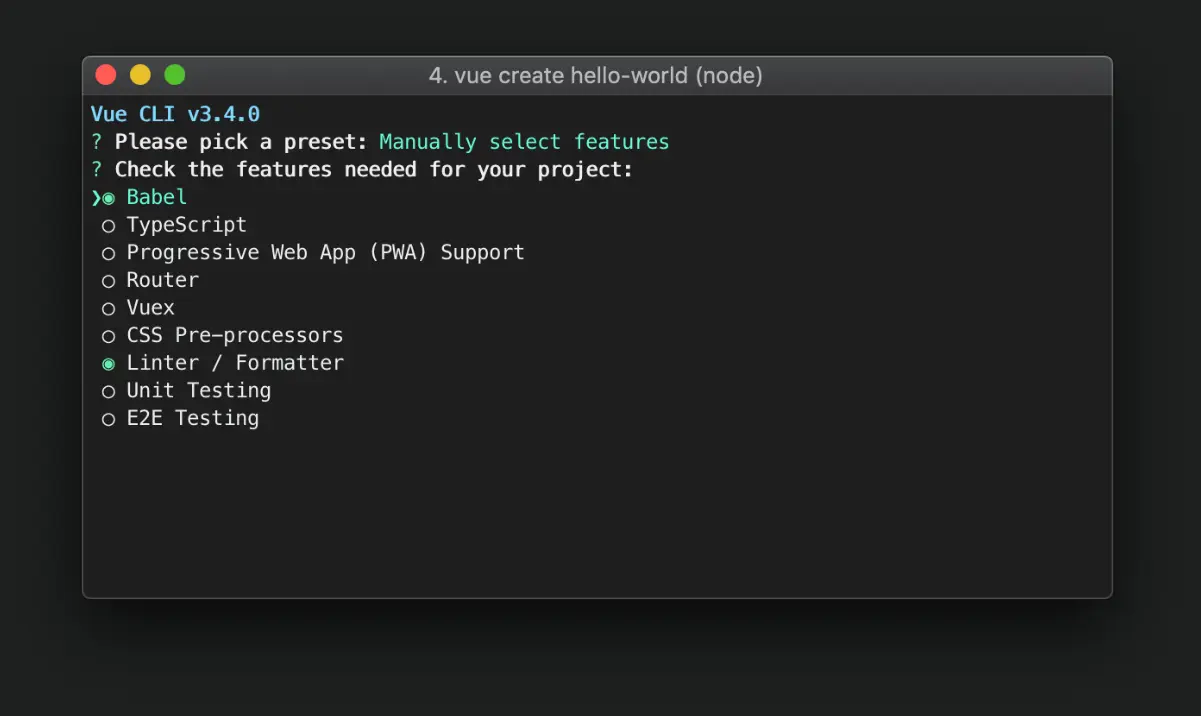 4. vue create hello-world (node)
Vue CLI v3.4.0
? Please pick a preset: Manually select features
? Check the features needed for your project:
❯◉ Babel
◯ TypeScript
◯ Progressive Web App (PWA) Support
◯ Router
◯ Vuex
◯ CSS Pre-processors
◉ Linter / Formatter
◯ Unit Testing
◯ E2E Testing